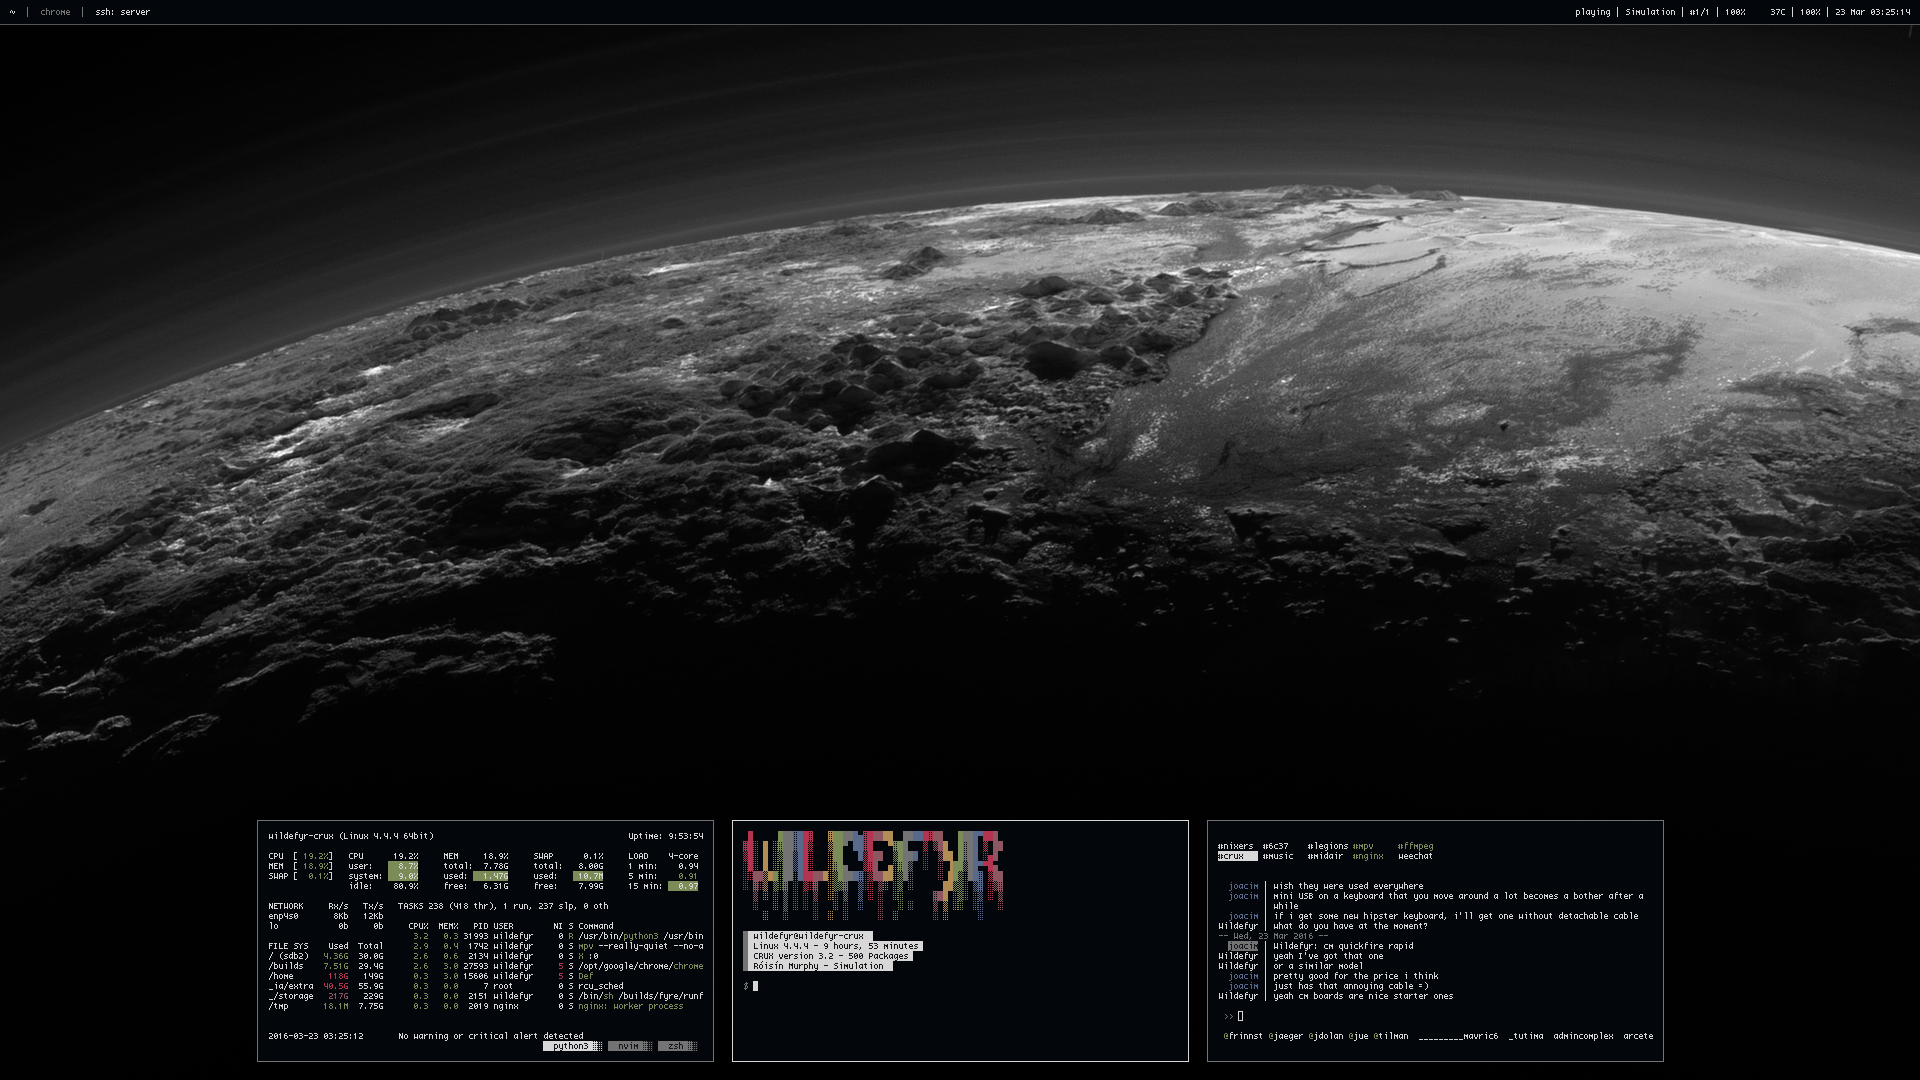 ~ | chrome | ssh: server
playing | Simulation | #1/1 | 100% 37C | 100% | 23 Mar 03:25:14
wildefyr-crux (Linux 4.4.4 64bit) Uptime: 9:53:54
CPU [ 19.2%] CPU 19.2% MEM 18.9% SWAP 0.1% LOAD 4-core
MEM [ 18.9%] user: 8.7% total: 7.78G total: 8.00G 1 min: 0.94
SWAP [ 0.1%] system: 9.0% used: 1.47G used: 10.7M 5 min: 0.91
idle: 80.9% free: 6.31G free: 7.99G 15 min: 0.97
NETWORK Rx/s Tx/s TASKS 238 (418 thr), 1 run, 237 slp, 0 oth
enp4s0 8Kb 12Kb
lo 0b 0b CPU% MEM% PID USER NI S Command
3.2 0.3 31993 wildefyr 0 R /usr/bin/python3 /usr/bin
FILE SYS Used Total 2.9 0.4 1742 wildefyr 0 S mpv --really-quiet --no-a
/ (sdb2) 4.36G 30.0G 2.6 0.6 2134 wildefyr 0 S X :0
/builds 7.51G 29.4G 2.6 3.0 27593 wildefyr 5 S /opt/google/chrome/chrome
/home 118G 149G 0.3 3.0 15606 wildefyr 5 S Def
_ia/extra 40.5G 55.9G 0.3 0.0 7 root 0 S rcu_sched
_/storage 217G 229G 0.3 0.0 2151 wildefyr 0 S /bin/sh /builds/fyre/runf
/tmp 18.1M 7.75G 0.3 0.0 2019 nginx 0 S nginx: worker process
2016-03-23 03:25:12 No warning or critical alert detected
python3 nvim zsh
wildefyr
wildefyr@wildefyr-crux
Linux 4.4.4 - 9 hours, 53 minutes
CRUX version 3.2 - 500 Packages
Róisín Murphy - Simulation
$
#nixers #6c37 #legions #mpv #ffmpeg
#crux #music #midair #nginx weechat
joacim | wish they were used everywhere
joacim | mini USB on a keyboard that you move around a lot becomes a bother after a
while
joacim | if i get some new hipster keyboard, i'll get one without detachable cable
wildefyr | what do you have at the moment?
-- Wed, 23 Mar 2016 --
joacim | wildefyr: cm quickfire rapid
wildefyr | yeah I've got that one
wildefyr | or a similar model
joacim | pretty good for the price i think
joacim | just has that annoying cable =)
wildefyr | yeah cm boards are nice starter ones
>>
@frinnst @jaeger @jdolan @jue @tilman _________mavric6 _tutima admincomplex arcete